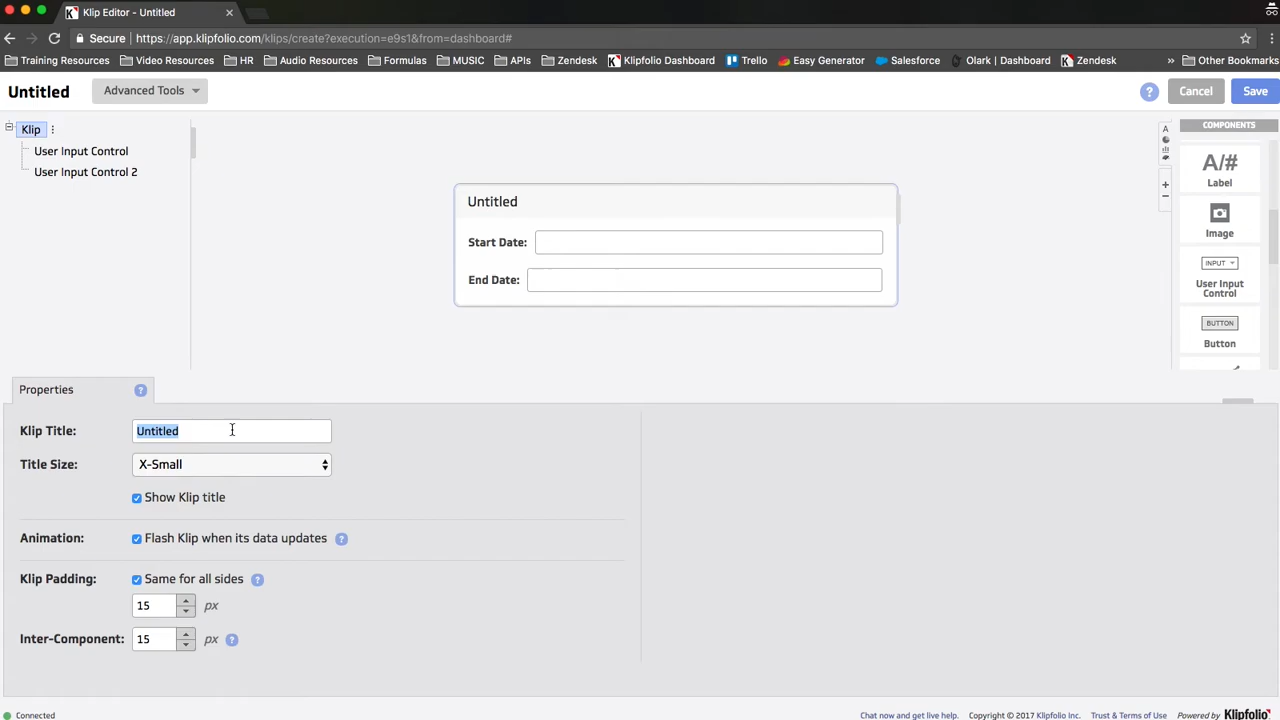 Klip Editor - Untitled
Secure https://app.klipfolio.com/klips/create?execution=e9s1&from=dashboard#
Training Resources Video Resources HR Audio Resources Formulas MUSIC APIs Zendesk Klipfolio Dashboard Trello Easy Generator Salesforce Olark | Dashboard Zendesk » Other Bookmarks
Untitled Advanced Tools ? Cancel Save
Klip
User Input Control
User Input Control 2
Untitled
Start Date:
End Date:
COMPONENTS
A/#
Label
Image
INPUT
User Input
Control
BUTTON
Button
Properties ?
Klip Title: Untitled
Title Size: X-Small
Show Klip title
Animation: Flash Klip when its data updates ?
Klip Padding: Same for all sides ?
15 px
Inter-Component: 15 px ?
Connected
Chat now and get live help. Copyright © 2017 Klipfolio Inc. Trust & Terms of Use Powered by Klipfolio